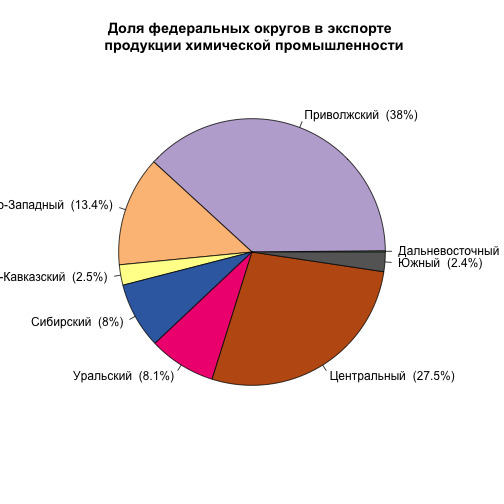 Доля федеральных округов в экспорте
продукции химической промышленности
Приволжский (38%)
о-Западный (13.4%)
Дальневосточный
Южный (2.4%)
-Кавказский (2.5%)
Сибирский (8%)
Уральский (8.1%)
Центральный (27.5%)